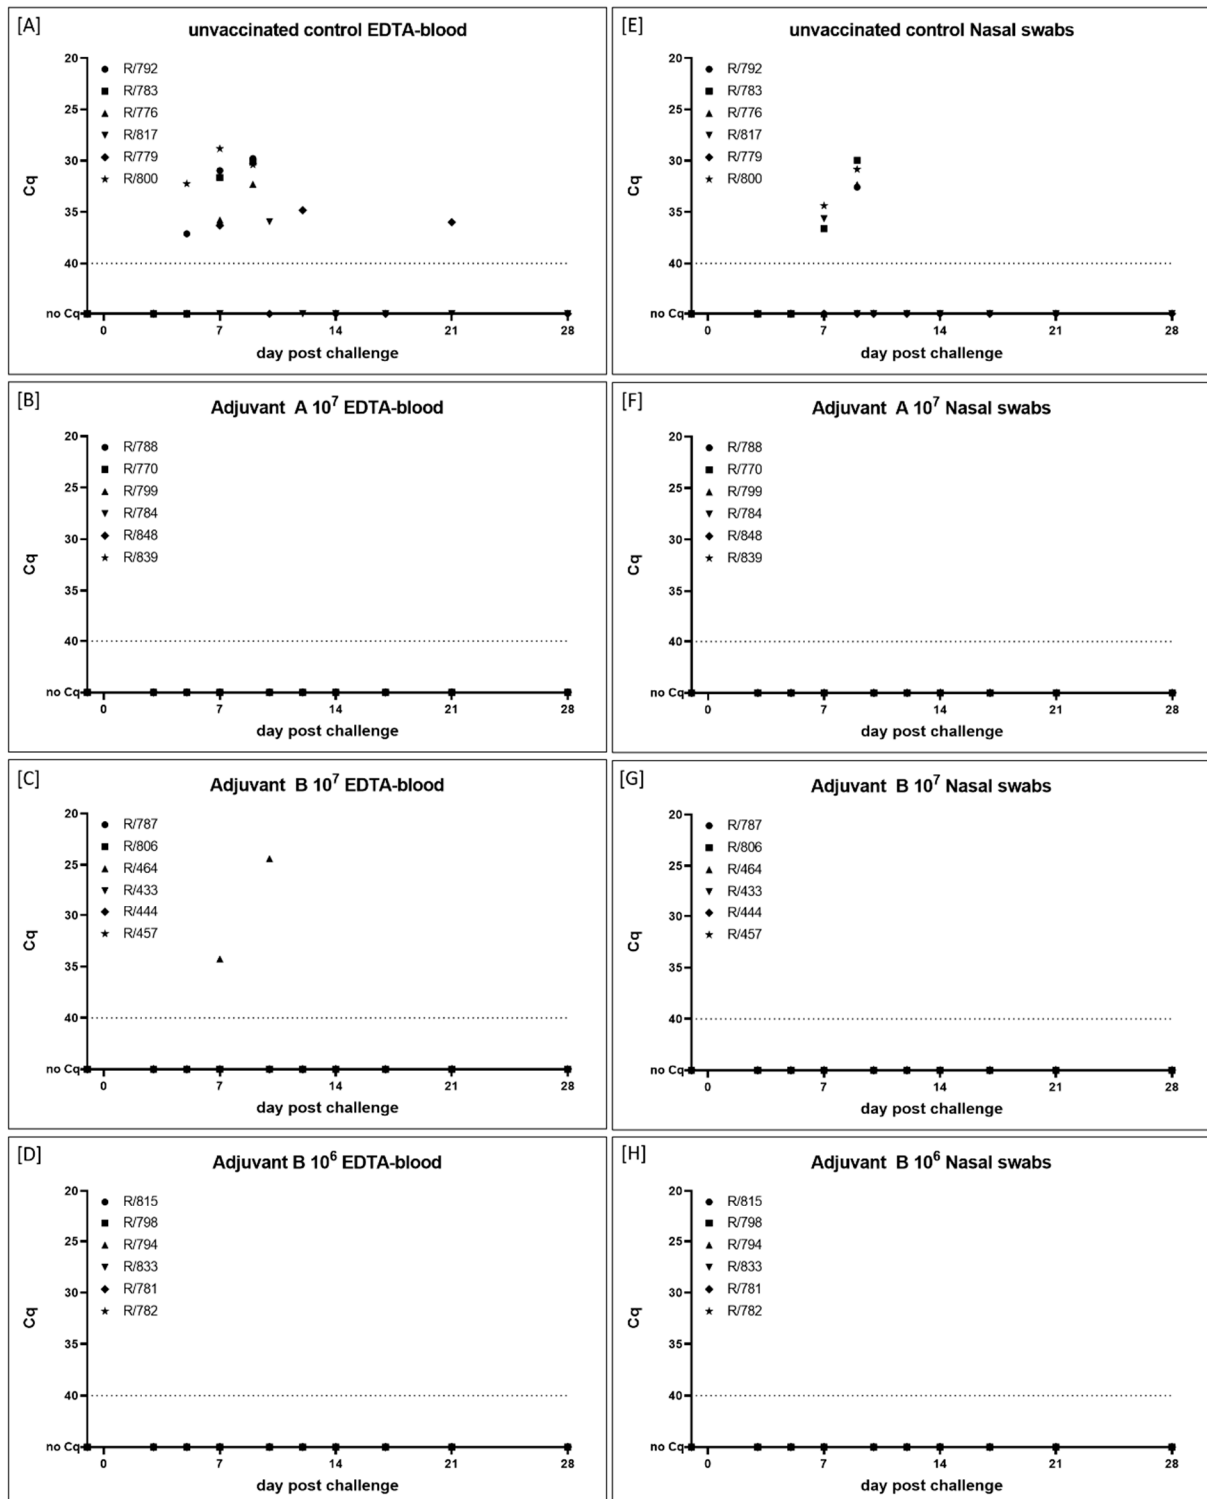 [A]
unvaccinated control EDTA-blood
20
25
30
35
40
no Cq
Cq
R/792
R/783
R/776
R/817
R/779
R/800
0 7 14 21 28
day post challenge
[E]
unvaccinated control Nasal swabs
20
25
30
35
40
no Cq
Cq
R/792
R/783
R/776
R/817
R/779
R/800
0 7 14 21 28
day post challenge
[B]
Adjuvant A 10⁷ EDTA-blood
20
25
30
35
40
no Cq
Cq
R/788
R/770
R/799
R/784
R/848
R/839
0 7 14 21 28
day post challenge
[F]
Adjuvant A 10⁷ Nasal swabs
20
25
30
35
40
no Cq
Cq
R/788
R/770
R/799
R/784
R/848
R/839
0 7 14 21 28
day post challenge
[C]
Adjuvant B 10⁷ EDTA-blood
20
25
30
35
40
no Cq
Cq
R/787
R/806
R/464
R/433
R/444
R/457
0 7 14 21 28
day post challenge
[G]
Adjuvant B 10⁷ Nasal swabs
20
25
30
35
40
no Cq
Cq
R/787
R/806
R/464
R/433
R/444
R/457
0 7 14 21 28
day post challenge
[D]
Adjuvant B 10⁶ EDTA-blood
20
25
30
35
40
no Cq
Cq
R/815
R/798
R/794
R/833
R/781
R/782
0 7 14 21 28
day post challenge
[H]
Adjuvant B 10⁶ Nasal swabs
20
25
30
35
40
no Cq
Cq
R/815
R/798
R/794
R/833
R/781
R/782
0 7 14 21 28
day post challenge